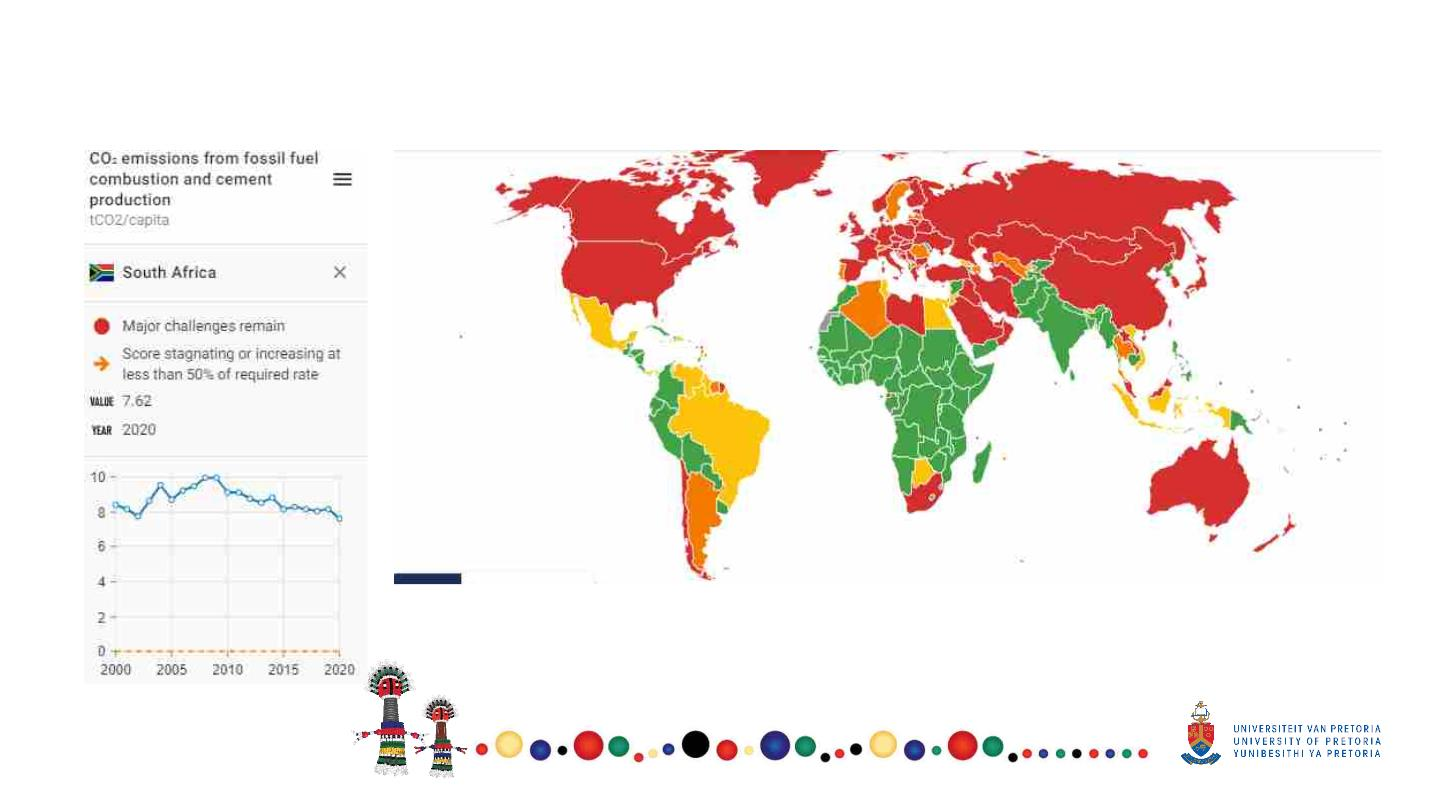 CO₂ emissions from fossil fuel
combustion and cement
production
tCO2/capita
South Africa
Major challenges remain
Score stagnating or increasing at
less than 50% of required rate
VALUE 7.62
YEAR 2020
10
8
6
4
2
0
2000 2005 2010 2015 2020
UNIVERSITEIT VAN PRETORIA
UNIVERSITY OF PRETORIA
YUNIBESITHI YA PRETORIA